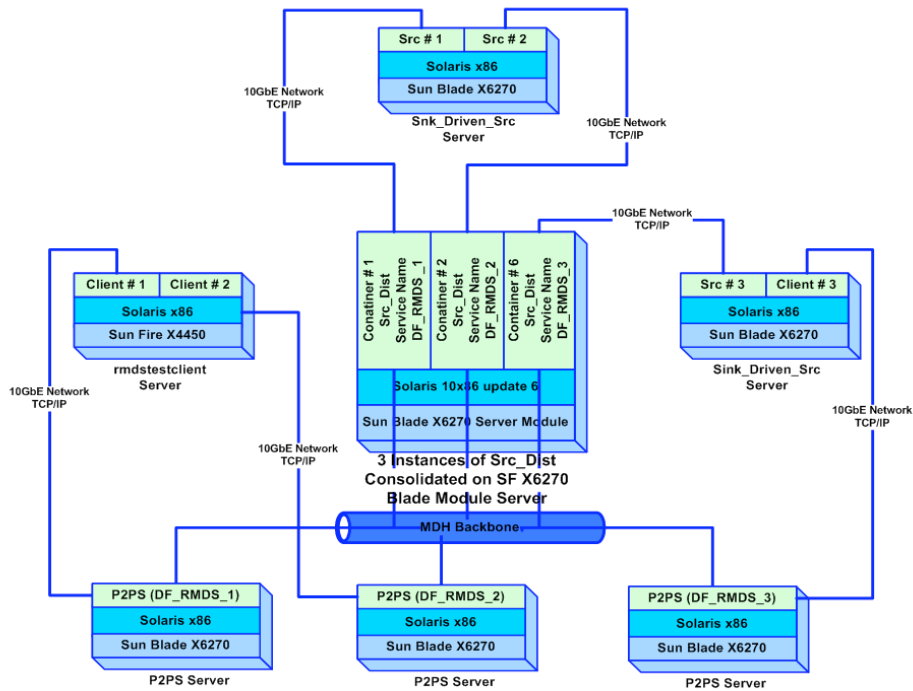 Src # 1
Src # 2
Solaris x86
Sun Blade X6270
Snk_Driven_Src
Server
10GbE Network
TCP/IP
10GbE Network
TCP/IP
10GbE Network
TCP/IP
Conatiner # 1
Src_Dist
Service Name
DF_RMDS _1
Conatiner # 2
Src_Dist
Service Name
DF_RMDS_2
Container # 6
Src_Dist
Service Name
DF_RMDS_3
Solaris 10x86 update 6
Sun Blade X6270 Server Module
3 Instances of Src_Dist
Consolidated on SF X6270
Blade Module Server
Client # 1
Client # 2
Solaris x86
Sun Fire X4450
rmdstestclient
Server
Src # 3
Client # 3
Solaris x86
Sun Blade X6270
Sink_Driven_Src
Server
10GbE Network
TCP/IP
10GbE Network
TCP/IP
10GbE Network
TCP/IP
MDH Backbone.
P2PS (DF_RMDS_1)
Solaris x86
Sun Blade X6270
P2PS Server
P2PS (DF_RMDS_2)
Solaris x86
Sun Blade X6270
P2PS Server
P2PS (DF_RMDS_3)
Solaris x86
Sun Blade X6270
P2PS Server